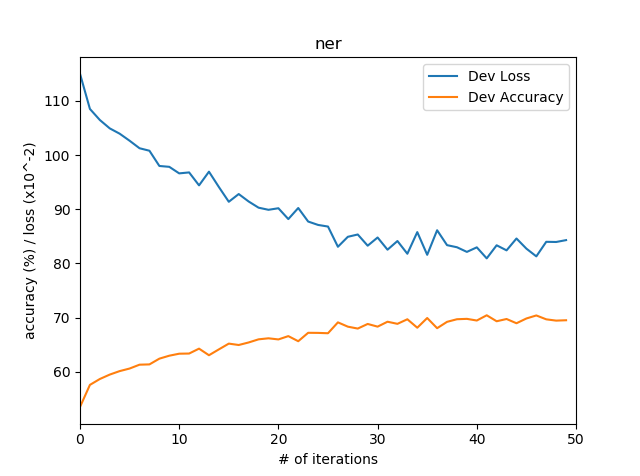 ner
Dev Loss
Dev Accuracy
accuracy (%) / loss (x10^-2)
110
100
90
80
70
60
0 10 20 30 40 50
# of iterations